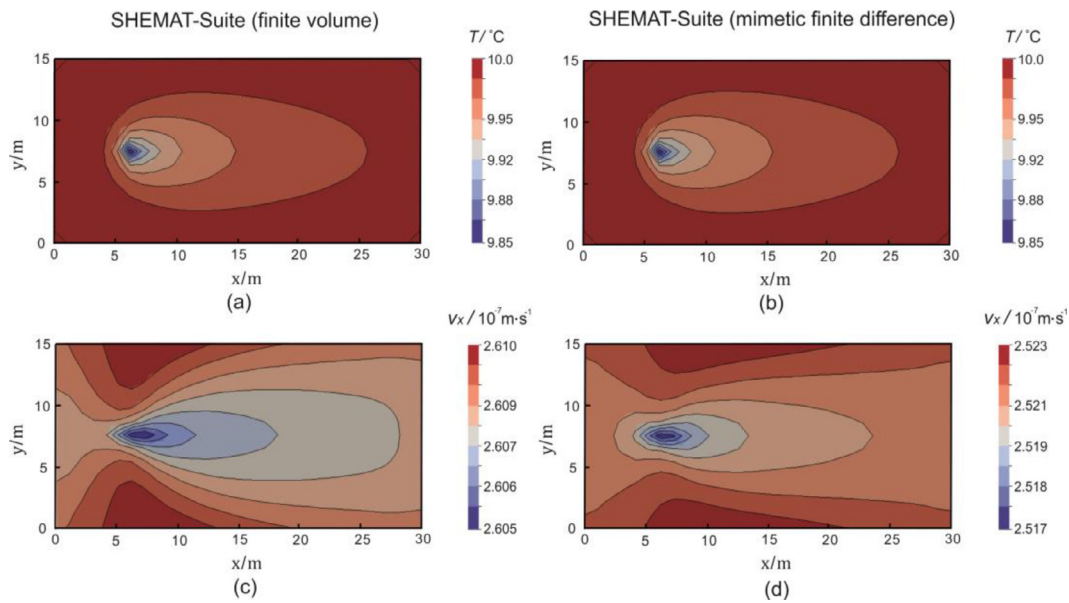 SHEMAT-Suite (finite volume)
SHEMAT-Suite (mimetic finite difference)
T/°C
10.0
9.95
9.92
9.88
9.85
15
10
5
0
y/m
0 5 10 15 20 25 30
x/m
(a)
T/°C
10.0
9.95
9.92
9.88
9.85
15
10
5
0
y/m
0 5 10 15 20 25 30
x/m
(b)
vx / 10⁻⁷m·s⁻¹
2.610
2.609
2.607
2.606
2.605
15
10
5
0
y/m
0 5 10 15 20 25 30
x/m
(c)
vx / 10⁻⁷m·s⁻¹
2.523
2.521
2.519
2.518
2.517
15
10
5
0
y/m
0 5 10 15 20 25 30
x/m
(d)